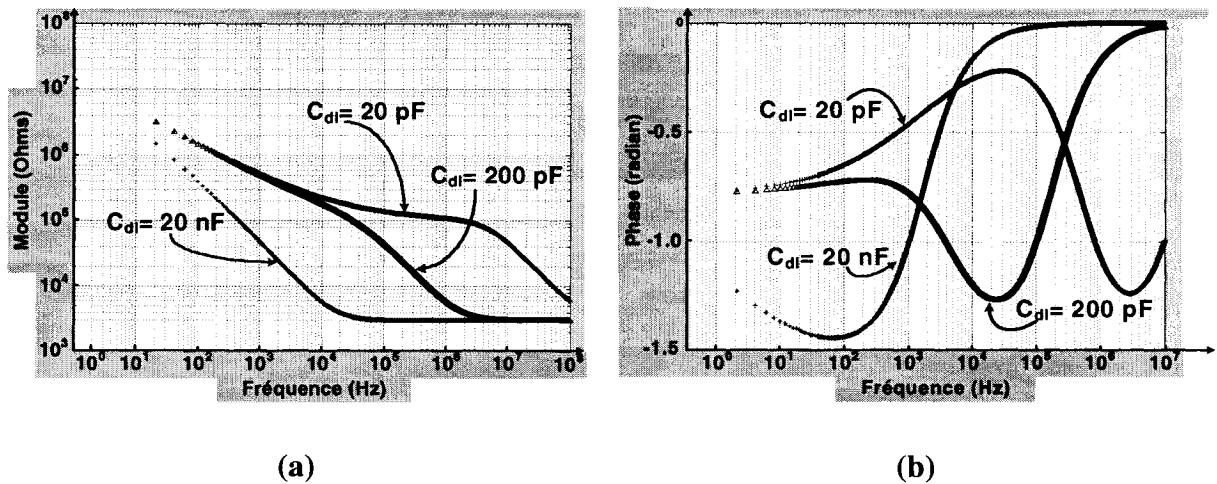 10⁸
10⁷
10⁶
10⁵
10⁴
10³
Module (Ohms)
C_dl= 20 pF
C_dl= 200 pF
C_dl= 20 nF
10⁰ 10¹ 10² 10³ 10⁴ 10⁵ 10⁶ 10⁷ 10⁸
Fréquence (Hz)
(a)
0
-0.5
-1.0
-1.5
Phase (radian)
C_dl= 20 pF
C_dl= 20 nF
C_dl= 200 pF
10⁰ 10¹ 10² 10³ 10⁴ 10⁵ 10⁶ 10⁷
Fréquence (Hz)
(b)